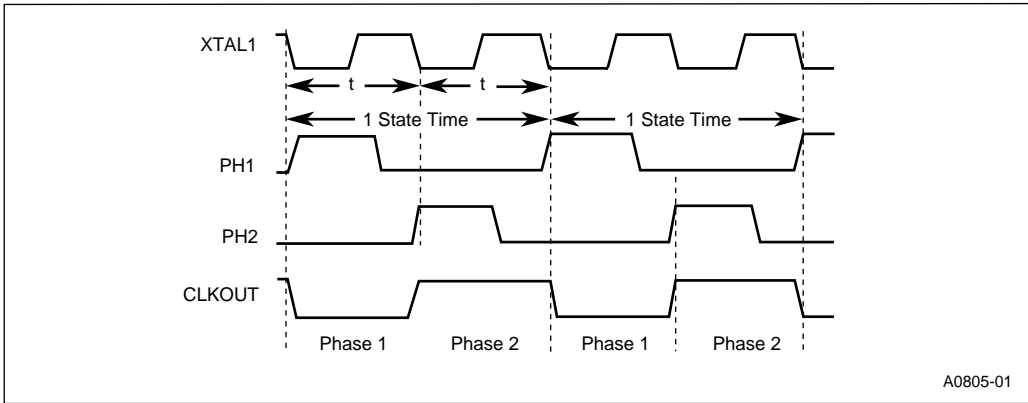 XTAL1
t t
1 State Time 1 State Time
PH1
PH2
CLKOUT
Phase 1 Phase 2 Phase 1 Phase 2
A0805-01